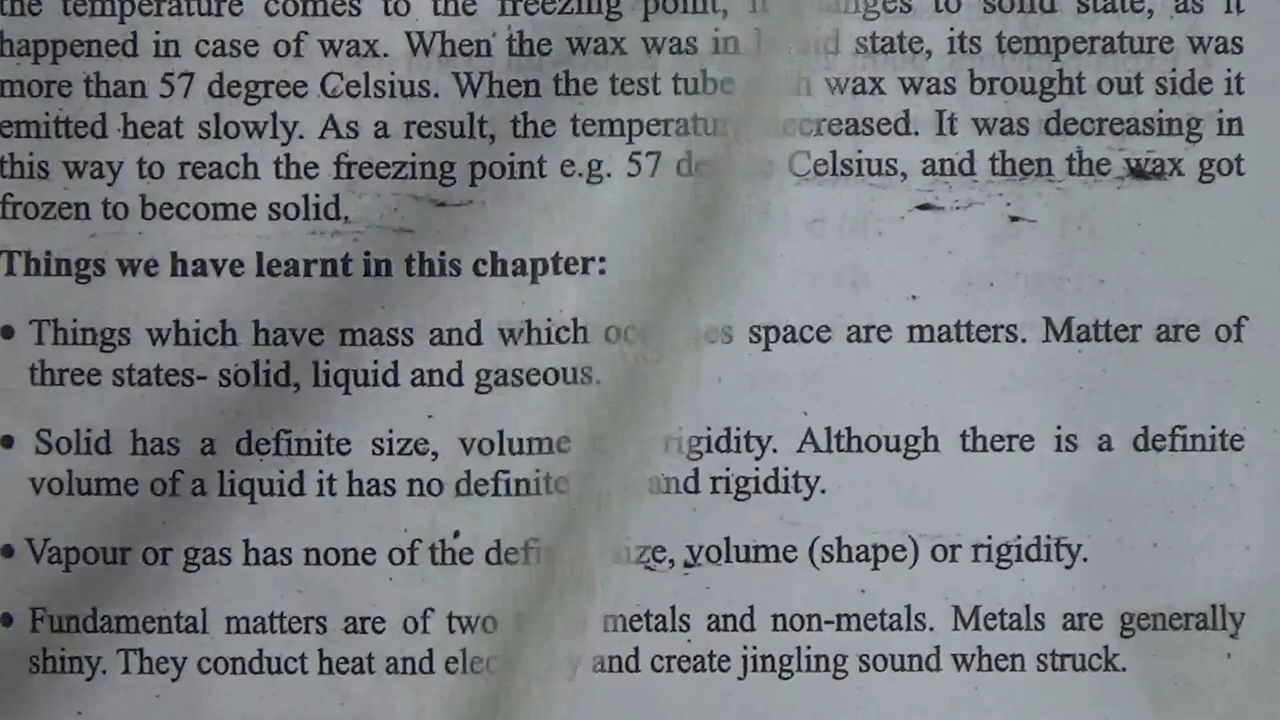 the temperature comes to the freezing point, it changes to solid state, as it
happened in case of wax. When the wax was in liquid state, its temperature was
more than 57 degree Celsius. When the test tube with wax was brought out side it
emitted heat slowly. As a result, the temperature decreased. It was decreasing in
this way to reach the freezing point e.g. 57 degree Celsius, and then the wax got
frozen to become solid.
Things we have learnt in this chapter:
• Things which have mass and which occupies space are matters. Matter are of
three states- solid, liquid and gaseous.
• Solid has a definite size, volume rigidity. Although there is a definite
volume of a liquid it has no definite and rigidity.
• Vapour or gas has none of the definite size, volume (shape) or rigidity.
• Fundamental matters are of two metals and non-metals. Metals are generally
shiny. They conduct heat and electricity and create jingling sound when struck.